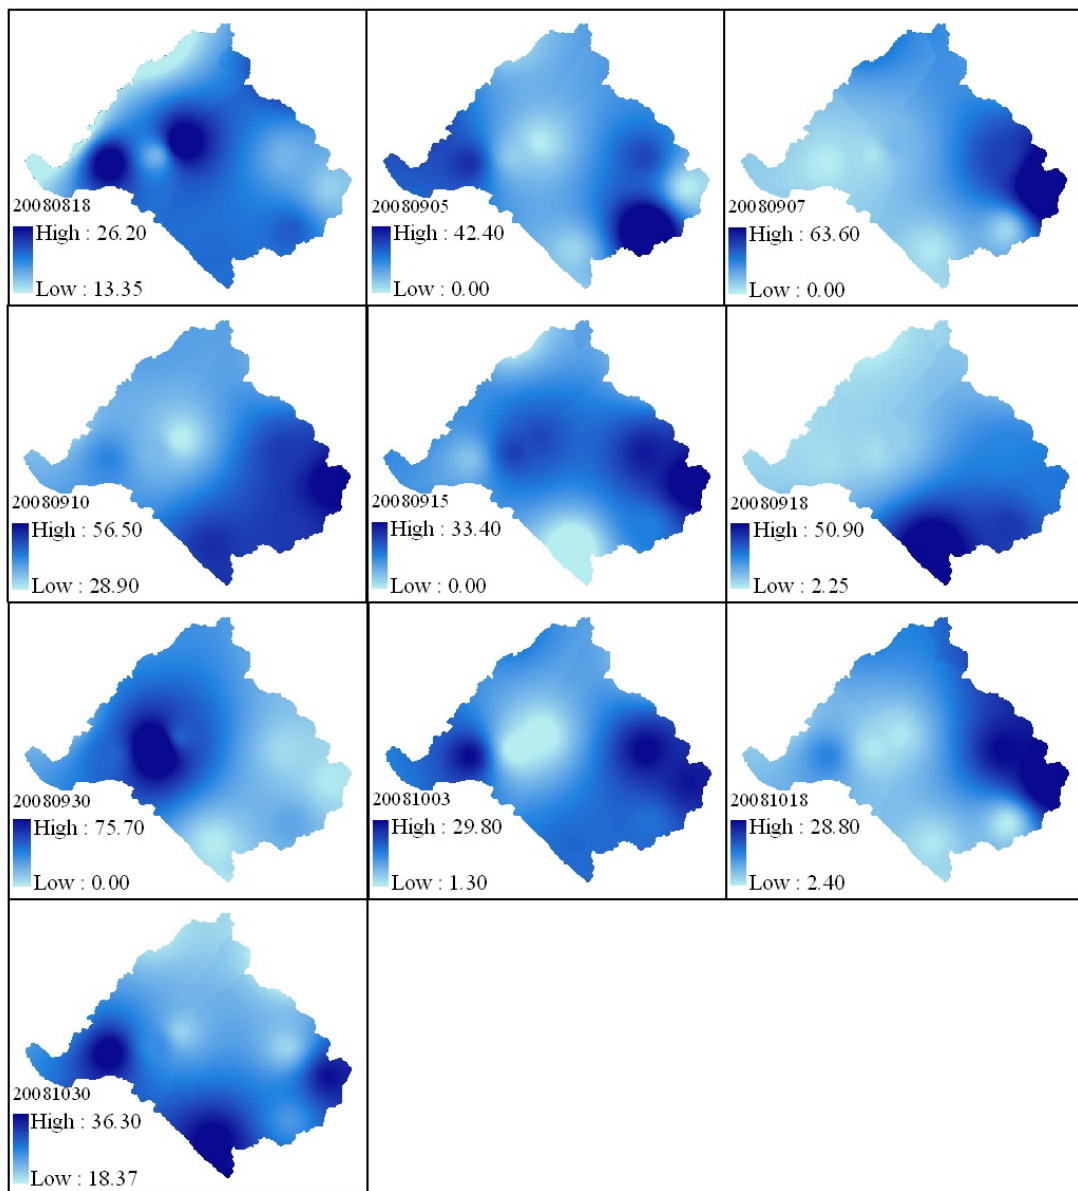 20080818
High : 26.20
Low : 13.35
20080905
High : 42.40
Low : 0.00
20080907
High : 63.60
Low : 0.00
20080910
High : 56.50
Low : 28.90
20080915
High : 33.40
Low : 0.00
20080918
High : 50.90
Low : 2.25
20080930
High : 75.70
Low : 0.00
20081003
High : 29.80
Low : 1.30
20081018
High : 28.80
Low : 2.40
20081030
High : 36.30
Low : 18.37